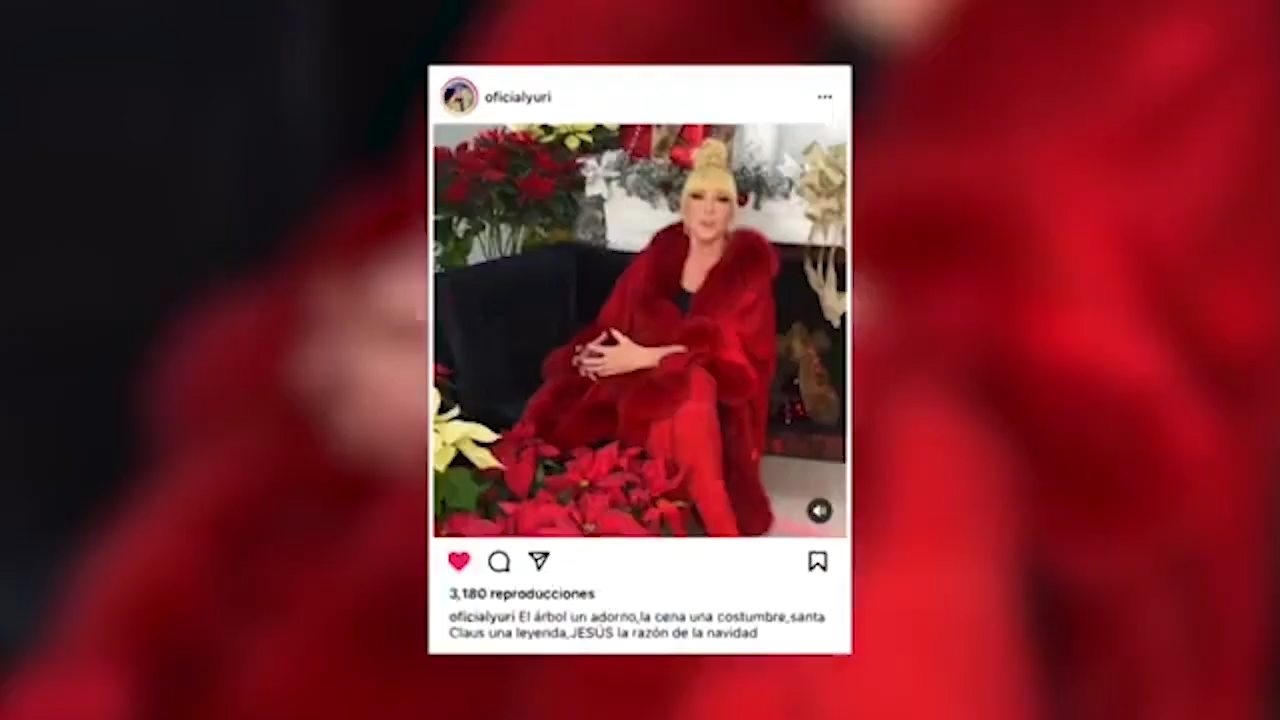 oficialyuri
3,180 reproducciones
oficialyuri El árbol un adorno,la cena una costumbre,santa
Claus una leyenda,JESÚS la razón de la navidad